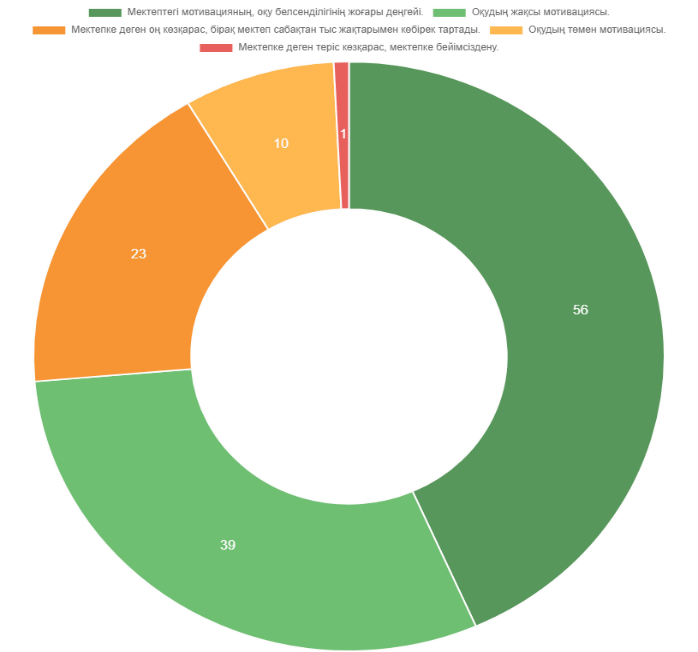 Мектептегі мотивацияның, оқу белсенділігінің жоғары деңгейі. Оқудың жақсы мотивациясы.
Мектепке деген оң көзқарас, бірақ мектеп сабақтан тыс жақтарымен көбірек тартады. Оқудың төмен мотивациясы.
Мектепке деген теріс көзқарас, мектепке бейімсіздену.
1
10
23
56
39